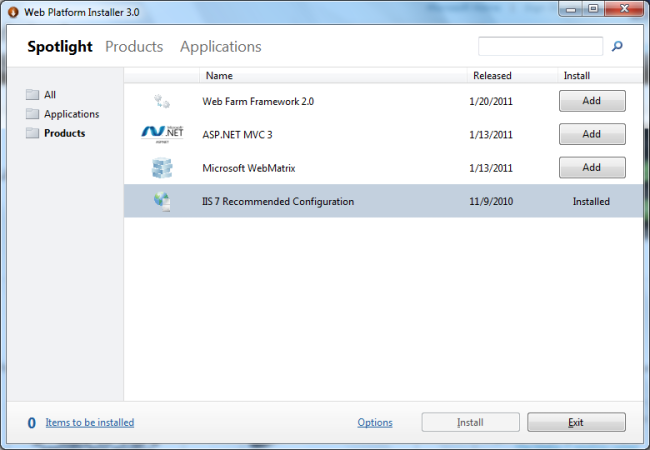 Web Platform Installer 3.0
Spotlight Products Applications
Name Released Install
All
Applications
Products
Web Farm Framework 2.0 1/20/2011 Add
.NET ASP.NET MVC 3 1/13/2011 Add
Microsoft WebMatrix 1/13/2011 Add
IIS 7 Recommended Configuration 11/9/2010 Installed
0 Items to be installed Options Install Exit